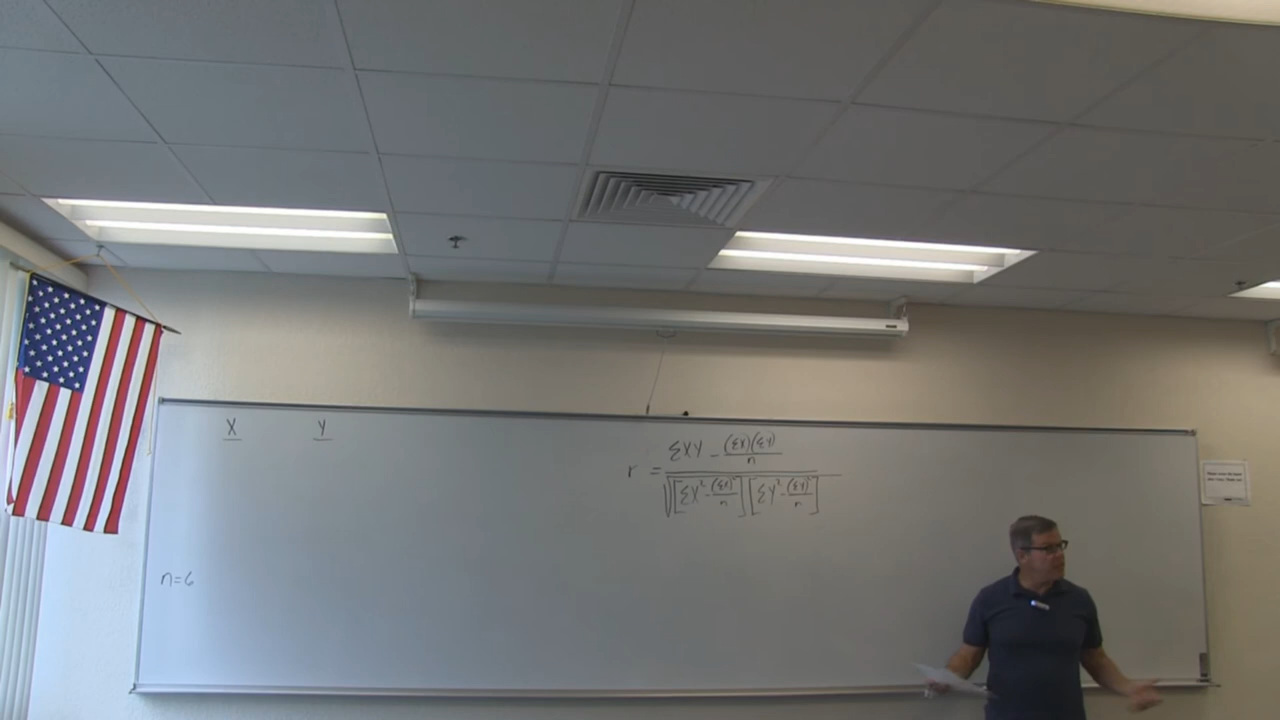 X Y
r = ΣXY - (ΣX)(ΣY)/n
√[ΣX² - (ΣX)²/n][ΣY² - (ΣY)²/n]
n=6